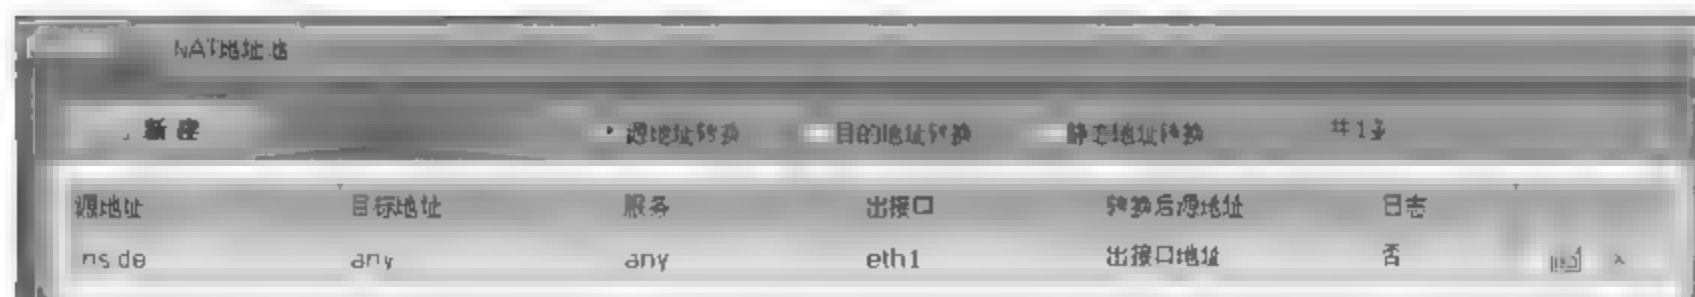 NAT地址池
新建 源地址转换 目的地址转换 静态地址转换 共1条
源地址 目标地址 服务 出接口 转换后源地址 日志
inside any any eth1 出接口地址 否